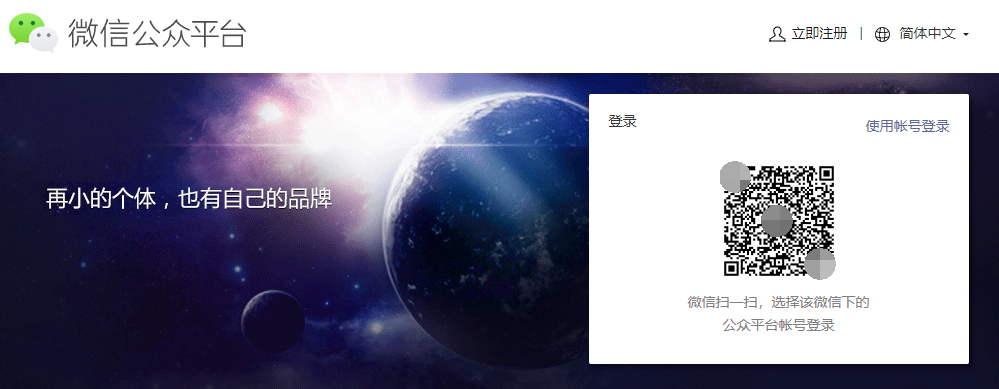 微信公众平台
立即注册 | 简体中文
登录
使用帐号登录
再小的个体，也有自己的品牌
微信扫一扫，选择该微信下的
公众平台帐号登录